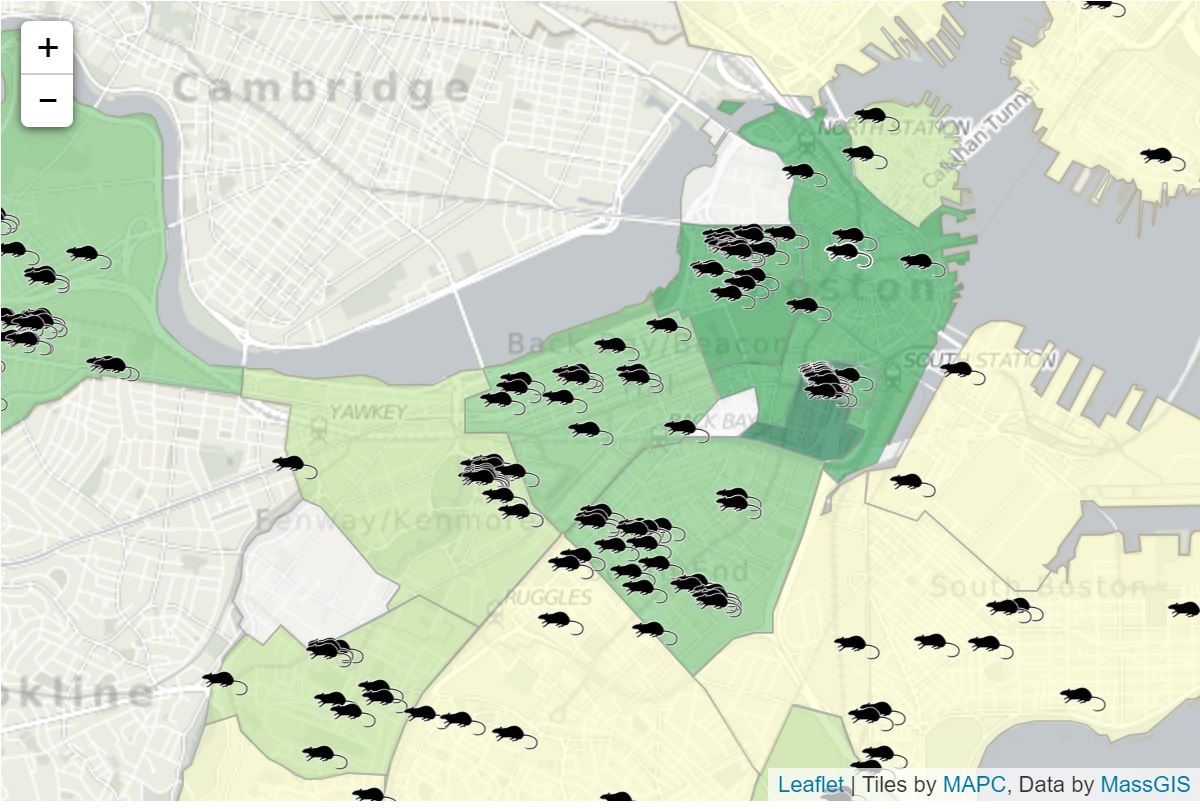 +
−
Cambridge
NORTH STATION
Callahan Tunnel
Boston
Back Bay/Beacon
SOUTH STATION
YAWKEY
BACK BAY
Fenway/Kenmore
End
South Boston
RUGGLES
okline
Leaflet | Tiles by MAPC, Data by MassGIS